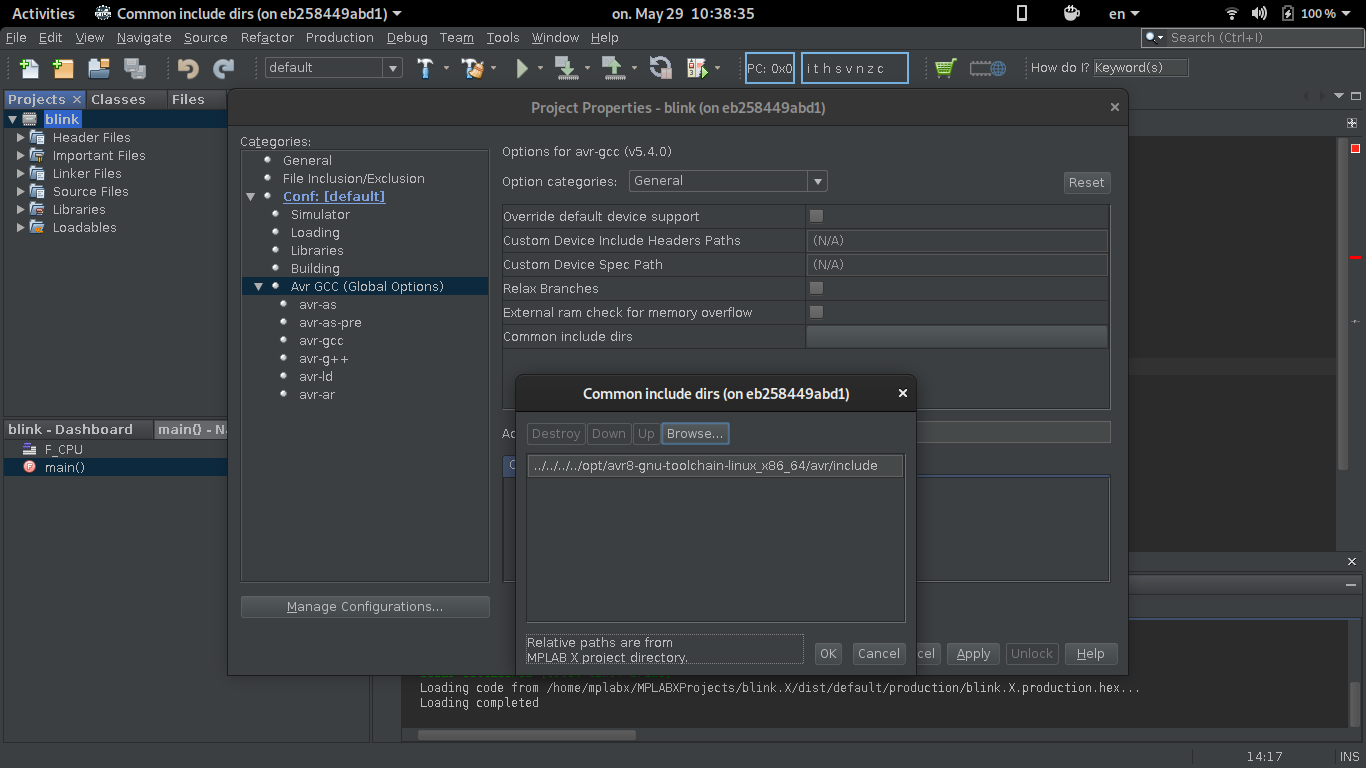 Activities Common include dirs (on eb258449abd1) on. May 29 10:38:35 en 100 %
File Edit View Navigate Source Refactor Production Debug Team Tools Window Help Search (Ctrl+I)
default PC: 0x0 i t h s v n z c How do I? Keyword(s)
Projects Classes Files
blink
Header Files
Important Files
Linker Files
Source Files
Libraries
Loadables
blink - Dashboard main() - Na
F_CPU
main()
Project Properties - blink (on eb258449abd1)
Categories:
General
File Inclusion/Exclusion
Conf: [default]
Simulator
Loading
Libraries
Building
Avr GCC (Global Options)
avr-as
avr-as-pre
avr-gcc
avr-g++
avr-ld
avr-ar
Manage Configurations...
Options for avr-gcc (v5.4.0)
Option categories: General Reset
Override default device support
Custom Device Include Headers Paths (N/A)
Custom Device Spec Path (N/A)
Relax Branches
External ram check for memory overflow
Common include dirs
Common include dirs (on eb258449abd1)
Destroy Down Up Browse...
../../../../opt/avr8-gnu-toolchain-linux_x86_64/avr/include
Relative paths are from
MPLAB X project directory.
OK Cancel cel Apply Unlock Help
Loading code from /home/mplabx/MPLABXProjects/blink.X/dist/default/production/blink.X.production.hex...
Loading completed
14:17 INS